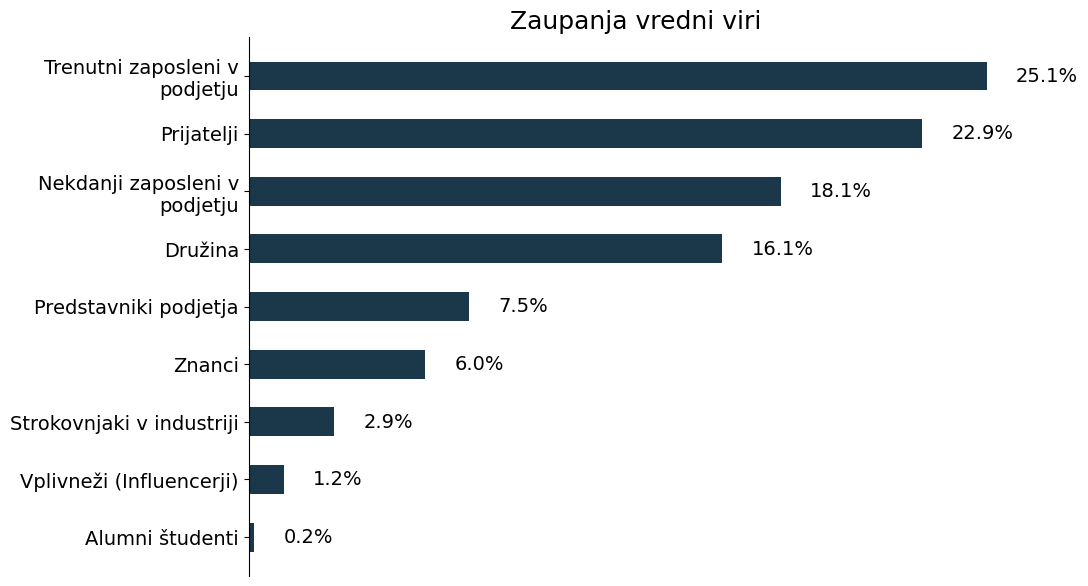 Zaupanja vredni viri
Trenutni zaposleni v
podjetju
25.1%
Prijatelji
22.9%
Nekdanji zaposleni v
podjetju
18.1%
Družina
16.1%
Predstavniki podjetja
7.5%
Znanci
6.0%
Strokovnjaki v industriji
2.9%
Vplivneži (Influencerji)
1.2%
Alumni študenti
0.2%